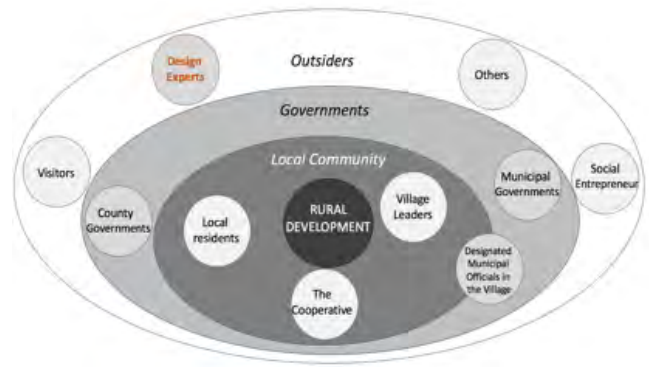 Design
Experts
Outsiders
Others
Governments
Visitors
Local Community
Municipal
Governments
Social
Entrepreneur
County
Governments
Local
residents
RURAL
DEVELOPMENT
Village
Leaders
Designated
Municipal
Officials in
the Village
The
Cooperative